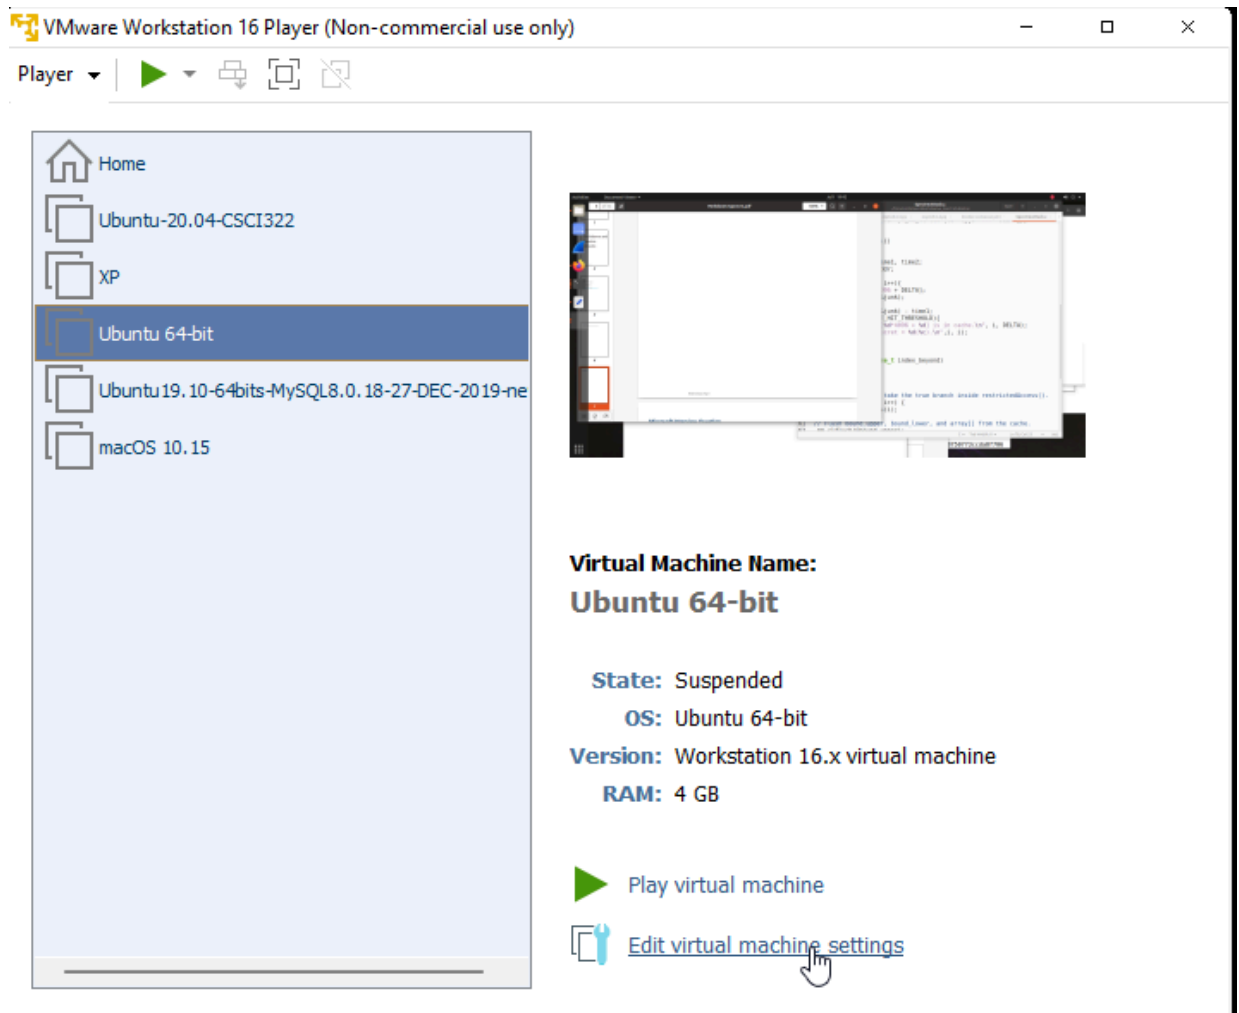 VMware Workstation 16 Player (Non-commercial use only)
Player
Home
Ubuntu-20.04-CSCI322
XP
Ubuntu 64-bit
Ubuntu19.10-64bits-MySQL8.0.18-27-DEC-2019-ne
macOS 10.15
Virtual Machine Name:
Ubuntu 64-bit
State: Suspended
OS: Ubuntu 64-bit
Version: Workstation 16.x virtual machine
RAM: 4 GB
Play virtual machine
Edit virtual machine settings